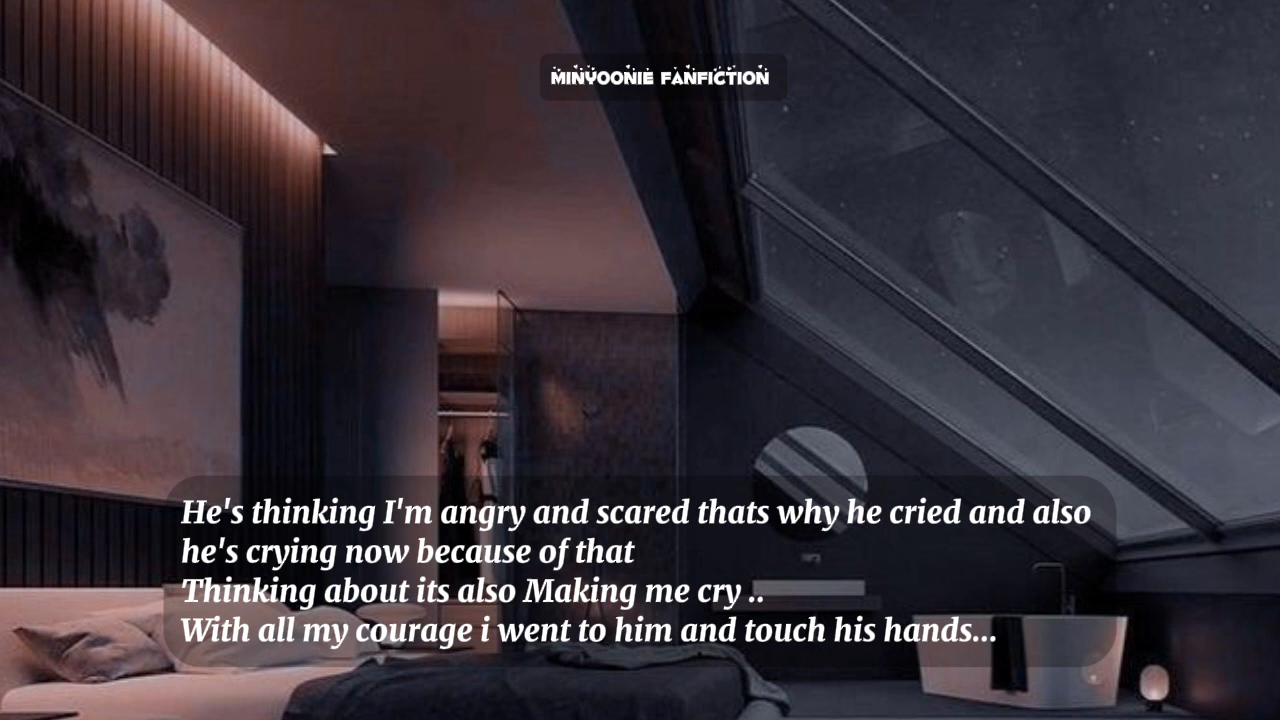 MINYOONIE FANFICTION
He's thinking I'm angry and scared thats why he cried and also
he's crying now because of that
Thinking about its also Making me cry ..
With all my courage i went to him and touch his hands...